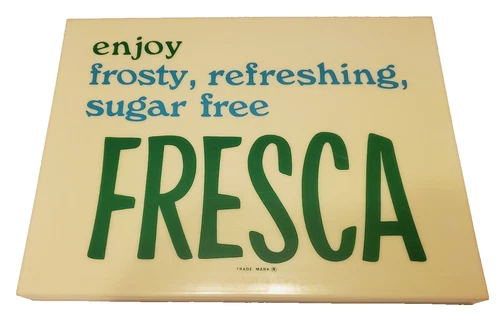 enjoy
frosty, refreshing,
sugar free
FRESCA
TRADE MARK ®